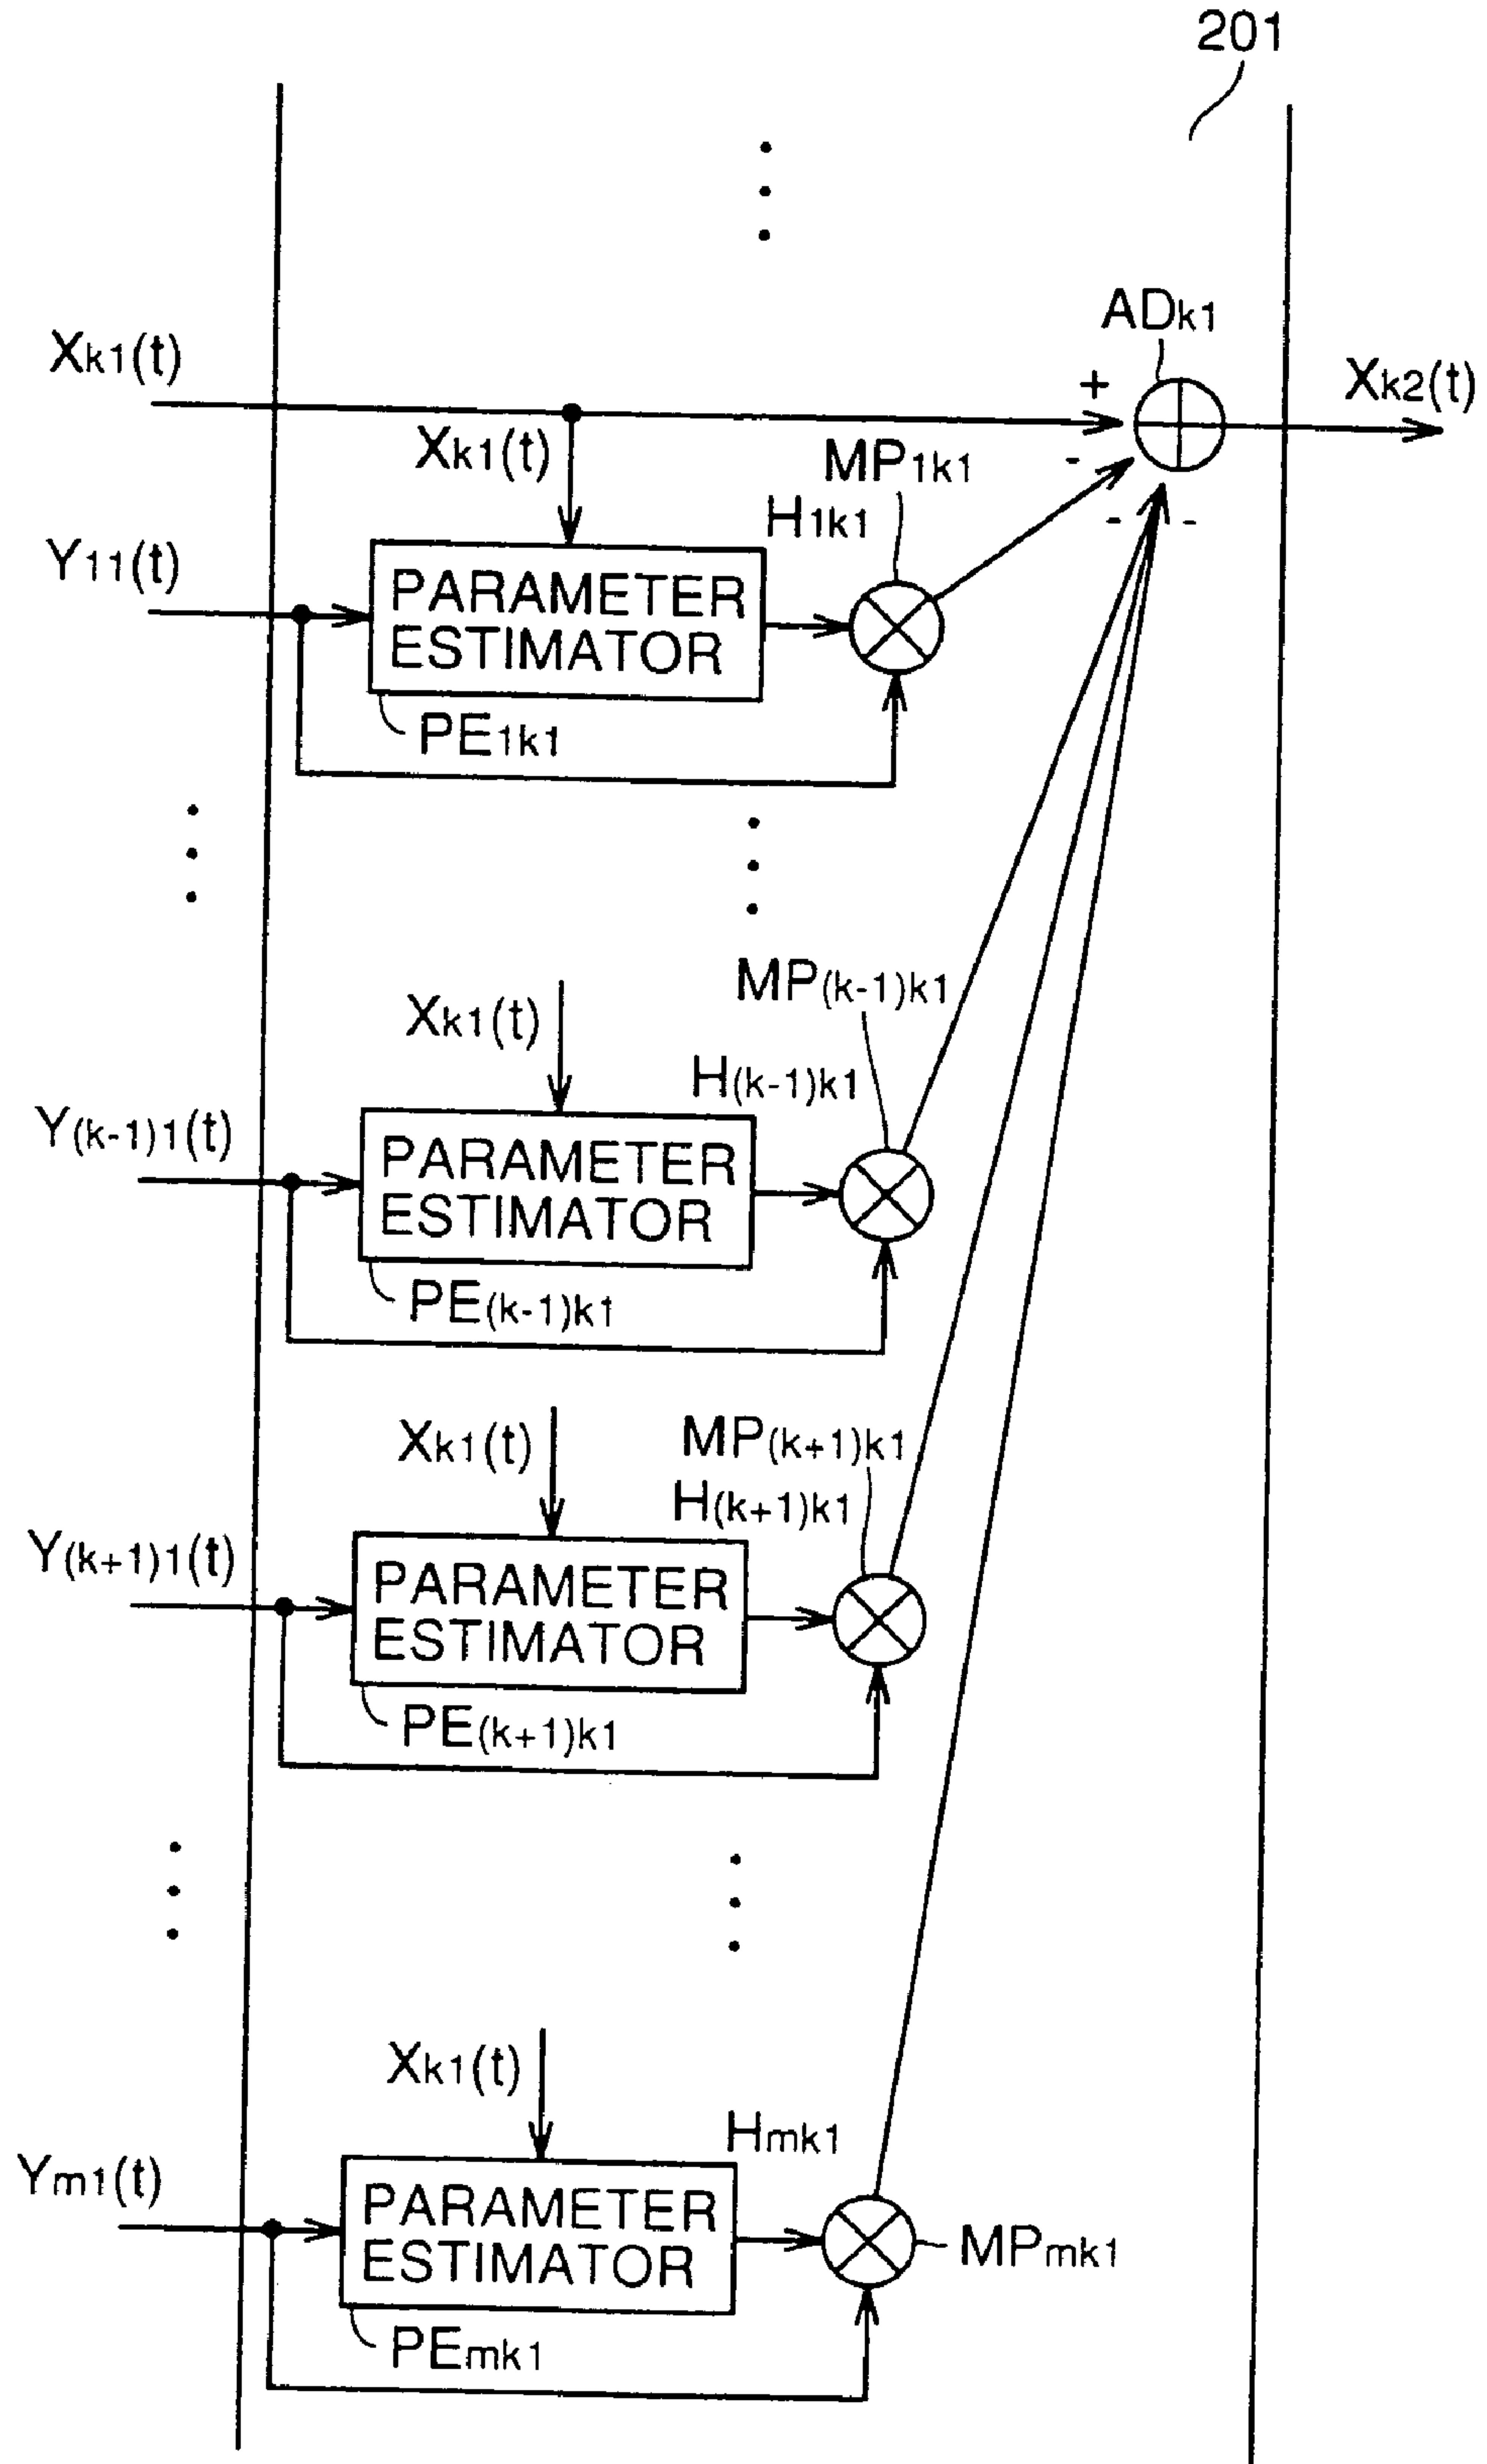 201
ADk1
Xk1(t)
+
Xk2(t)
Xk1(t)
-
MP1k1
H1k1
- -
Y11(t)
PARAMETER
ESTIMATOR
PE1k1
MP(k-1)k1
Xk1(t)
H(k-1)k1
Y(k-1)1(t)
PARAMETER
ESTIMATOR
PE(k-1)k1
Xk1(t)
MP(k+1)k1
H(k+1)k1
Y(k+1)1(t)
PARAMETER
ESTIMATOR
PE(k+1)k1
Xk1(t)
Hmk1
Ym1(t)
PARAMETER
ESTIMATOR
MPmk1
PEmk1